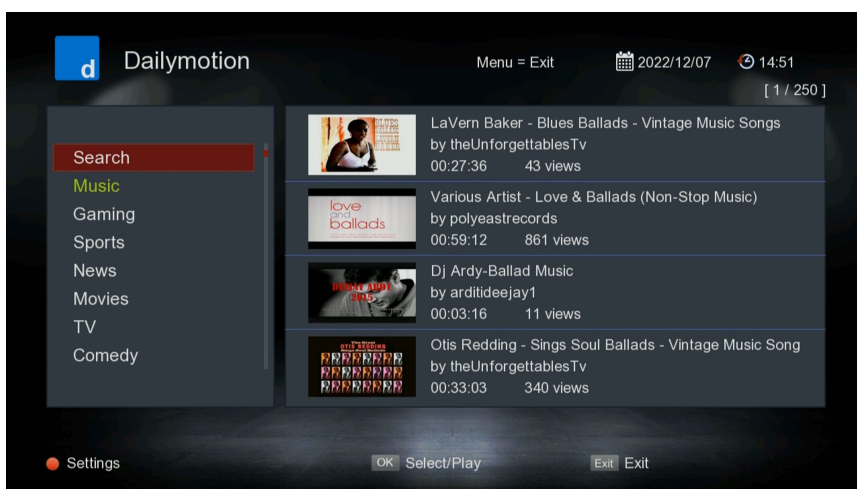 d Dailymotion Menu = Exit 2022/12/07 14:51
[ 1 / 250 ]
Search
Music
Gaming
Sports
News
Movies
TV
Comedy
BLUES
LaVern Baker - Blues Ballads - Vintage Music Songs
by theUnforgettablesTv
00:27:36 43 views
love
and
ballads
Various Artist - Love & Ballads (Non-Stop Music)
by polyeastrecords
00:59:12 861 views
2015
Dj Ardy-Ballad Music
by arditideejay1
00:03:16 11 views
OTIS REDDING
Otis Redding - Sings Soul Ballads - Vintage Music Song
by theUnforgettablesTv
00:33:03 340 views
Settings OK Select/Play Exit Exit